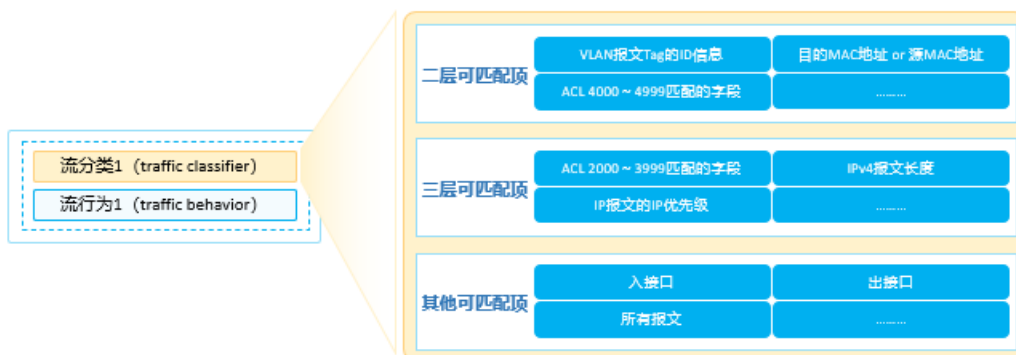 流分类1（traffic classifier）
流行为1（traffic behavior）
二层可匹配顶
VLAN报文Tag的ID信息
目的MAC地址 or 源MAC地址
ACL 4000 ~ 4999匹配的字段
………
三层可匹配顶
ACL 2000 ~ 3999匹配的字段
IPv4报文长度
IP报文的IP优先级
………
其他可匹配顶
入接口
出接口
所有报文
………